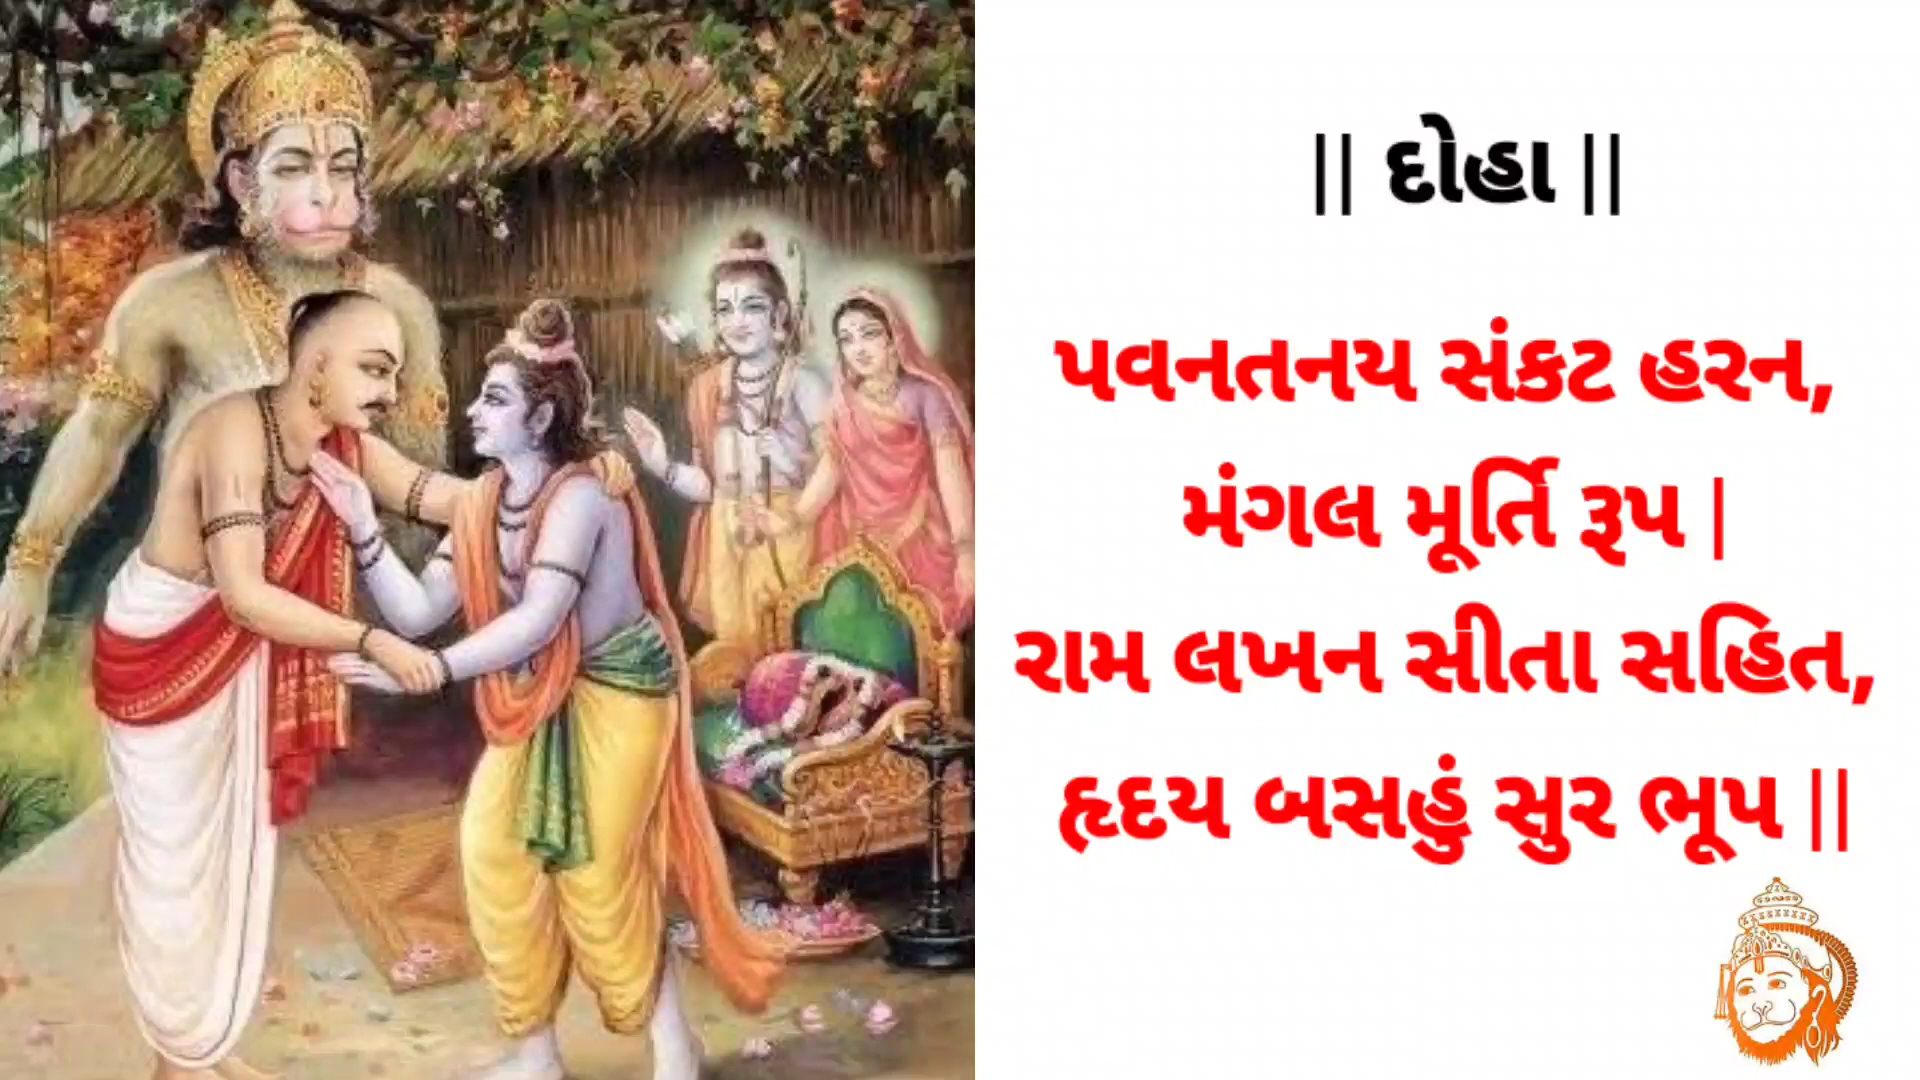 || દોહા ||
પવનતનય સંકટ હરન,
મંગલ મૂર્તિ રૂપ |
રામ લખન સીતા સહિત,
હૃદય બસહું સુર ભૂપ ||